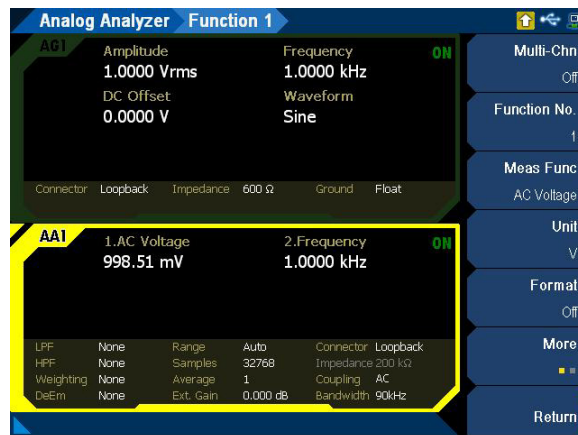 Analog Analyzer Function 1
AG1
ON
Amplitude Frequency
1.0000 Vrms 1.0000 kHz
DC Offset Waveform
0.0000 V Sine
Connector Loopback Impedance 600 Ω Ground Float
AA1
ON
1.AC Voltage 2.Frequency
998.51 mV 1.0000 kHz
LPF None Range Auto Connector Loopback
HPF None Samples 32768 Impedance 200 kΩ
Weighting None Average 1 Coupling AC
DeEm None Ext. Gain 0.000 dB Bandwidth 90kHz
Multi-Chn
Off
Function No.
1
Meas Func
AC Voltage
Unit
V
Format
Off
More
Return